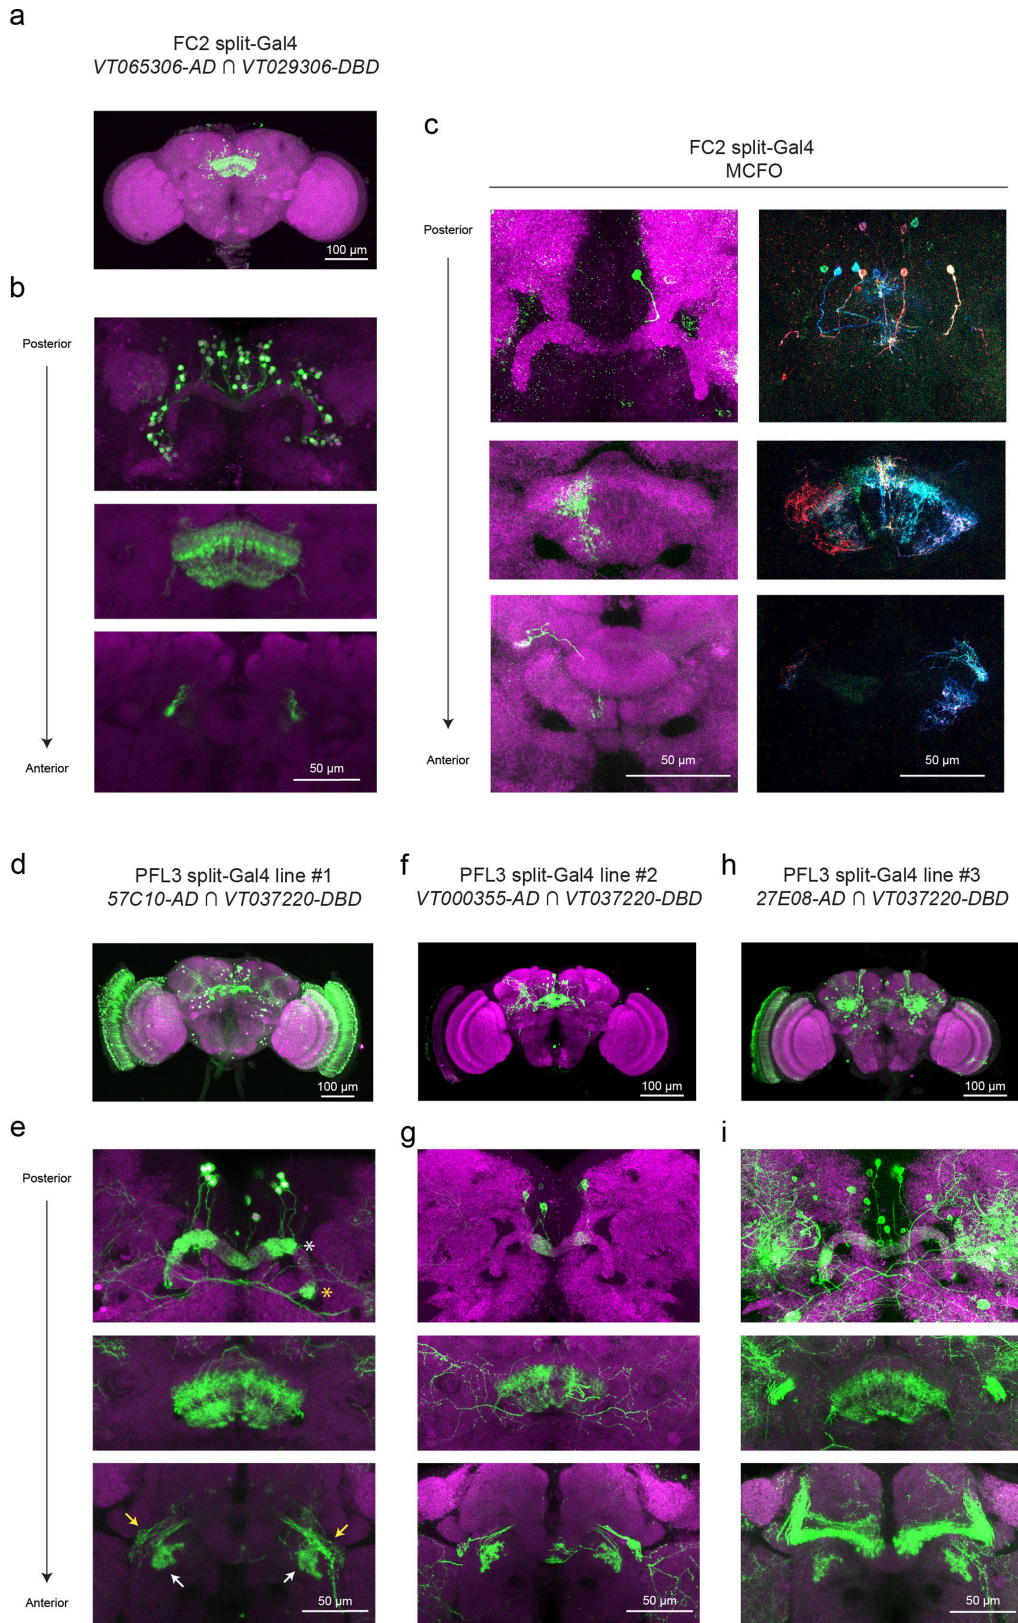 a
FC2 split-Gal4
VT065306-AD ∩ VT029306-DBD
100 µm
b
Posterior
Anterior
50 µm
c
FC2 split-Gal4
MCFO
Posterior
Anterior
50 µm
50 µm
d
PFL3 split-Gal4 line #1
57C10-AD ∩ VT037220-DBD
100 µm
f
PFL3 split-Gal4 line #2
VT000355-AD ∩ VT037220-DBD
100 µm
h
PFL3 split-Gal4 line #3
27E08-AD ∩ VT037220-DBD
100 µm
e
Posterior
*
*
Anterior
50 µm
g
50 µm
i
50 µm